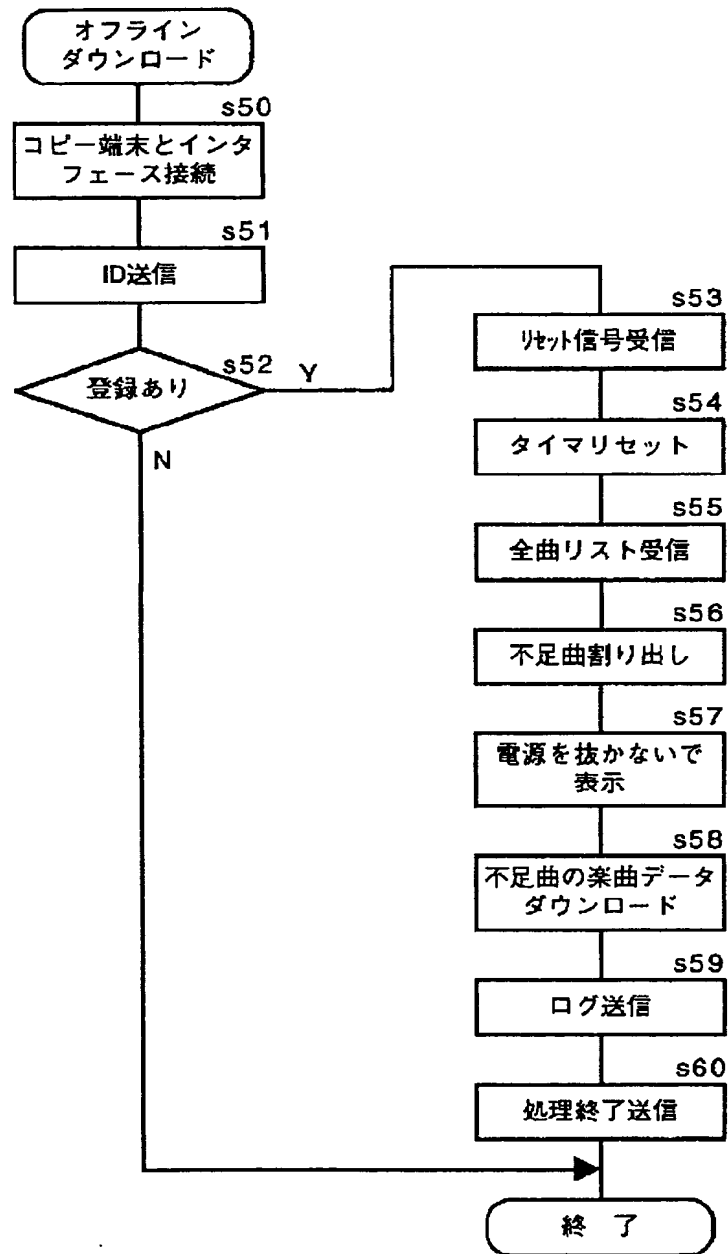 オフライン
ダウンロード
s50
コピー端末とインタ
フェース接続
s51
ID送信
s52
登録あり
Y
N
s53
リセット信号受信
s54
タイマリセット
s55
全曲リスト受信
s56
不足曲割り出し
s57
電源を抜かないで
表示
s58
不足曲の楽曲データ
ダウンロード
s59
ログ送信
s60
処理終了送信
終 了